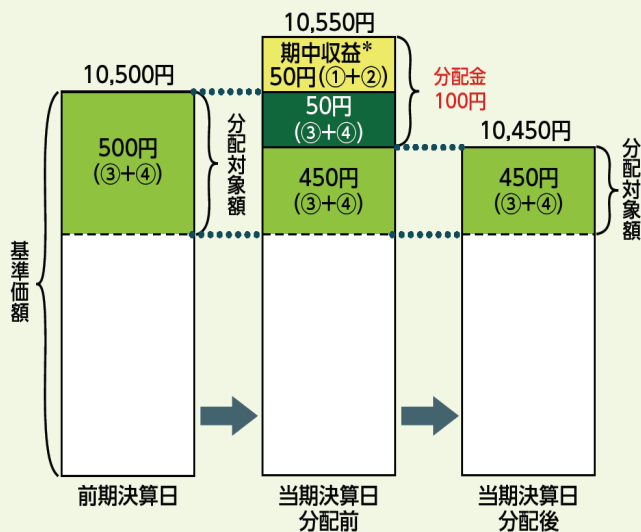 10,550円
期中収益*
50円(①+②)
分配金
100円
10,500円
50円
(③+④)
10,450円
500円
(③+④)
分配対象額
450円
(③+④)
450円
(③+④)
分配対象額
基準価額
前期決算日
当期決算日
分配前
当期決算日
分配後